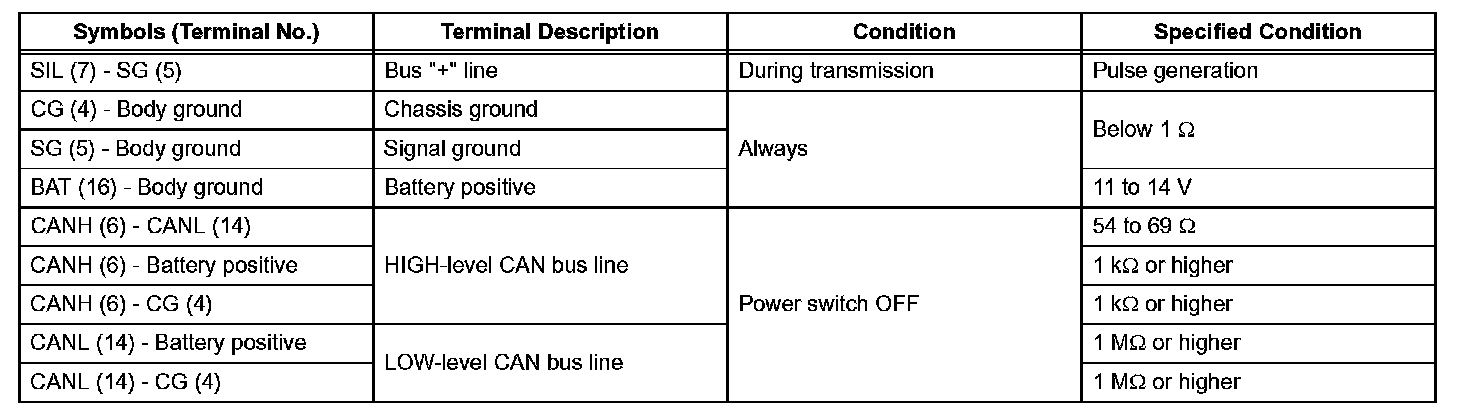 Symbols (Terminal No.) Terminal Description Condition Specified Condition
SIL (7) - SG (5) Bus "+" line During transmission Pulse generation
CG (4) - Body ground Chassis ground
Below 1 Ω
SG (5) - Body ground Signal ground Always
BAT (16) - Body ground Battery positive 11 to 14 V
CANH (6) - CANL (14) 54 to 69 Ω
CANH (6) - Battery positive HIGH-level CAN bus line 1 kΩ or higher
CANH (6) - CG (4) Power switch OFF 1 kΩ or higher
CANL (14) - Battery positive 1 MΩ or higher
LOW-level CAN bus line
CANL (14) - CG (4) 1 MΩ or higher